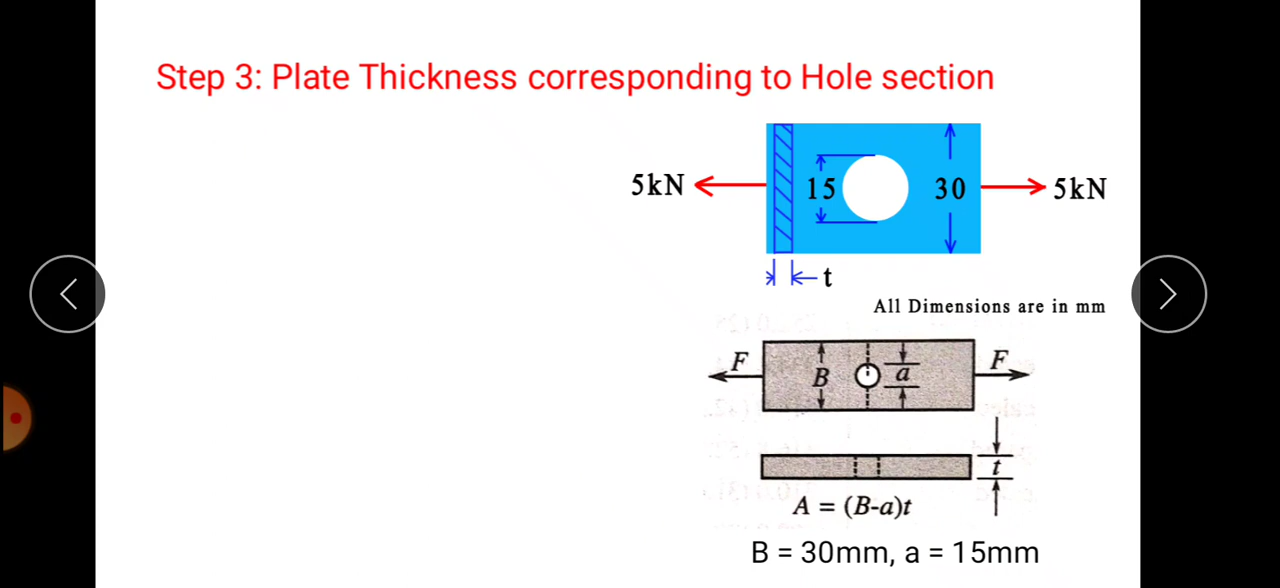 Step 3: Plate Thickness corresponding to Hole section
5kN
15
30
5kN
t
All Dimensions are in mm
F
B
a
F
t
A = (B-a)t
B = 30mm, a = 15mm